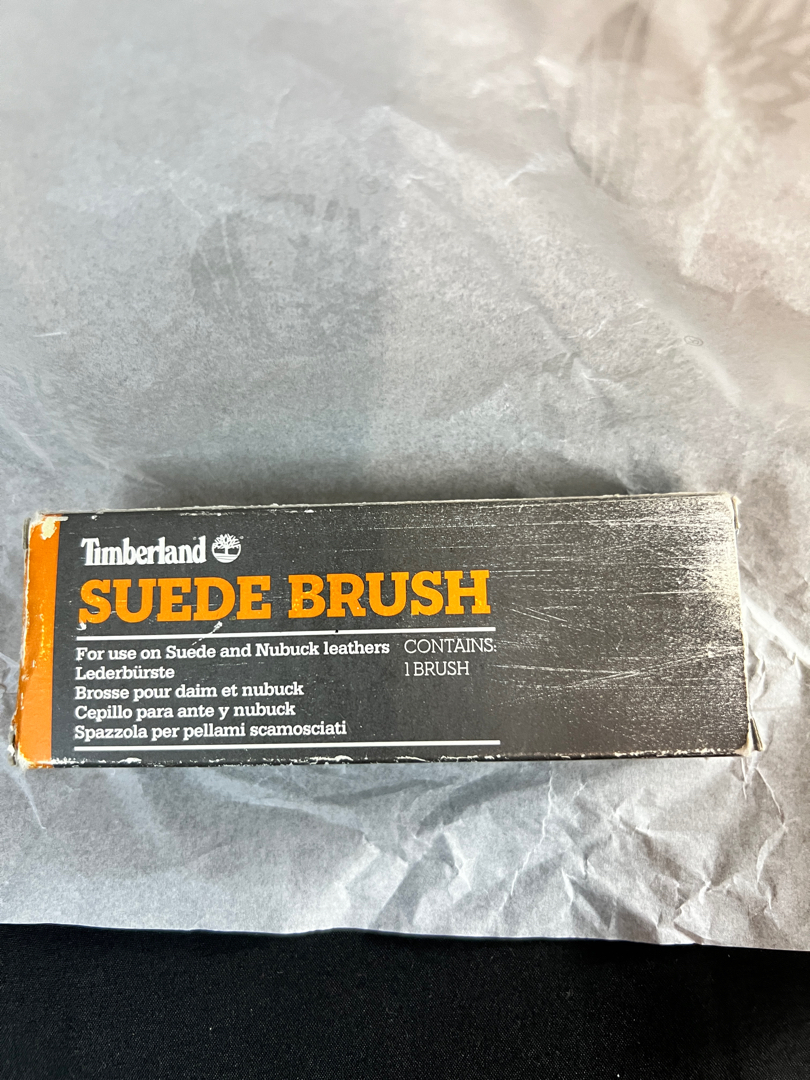 Timberland
SUEDE BRUSH
For use on Suede and Nubuck leathers
Lederbürste
Brosse pour daim et nubuck
Cepillo para ante y nubuck
Spazzola per pellami scamosciati
CONTAINS:
1 BRUSH